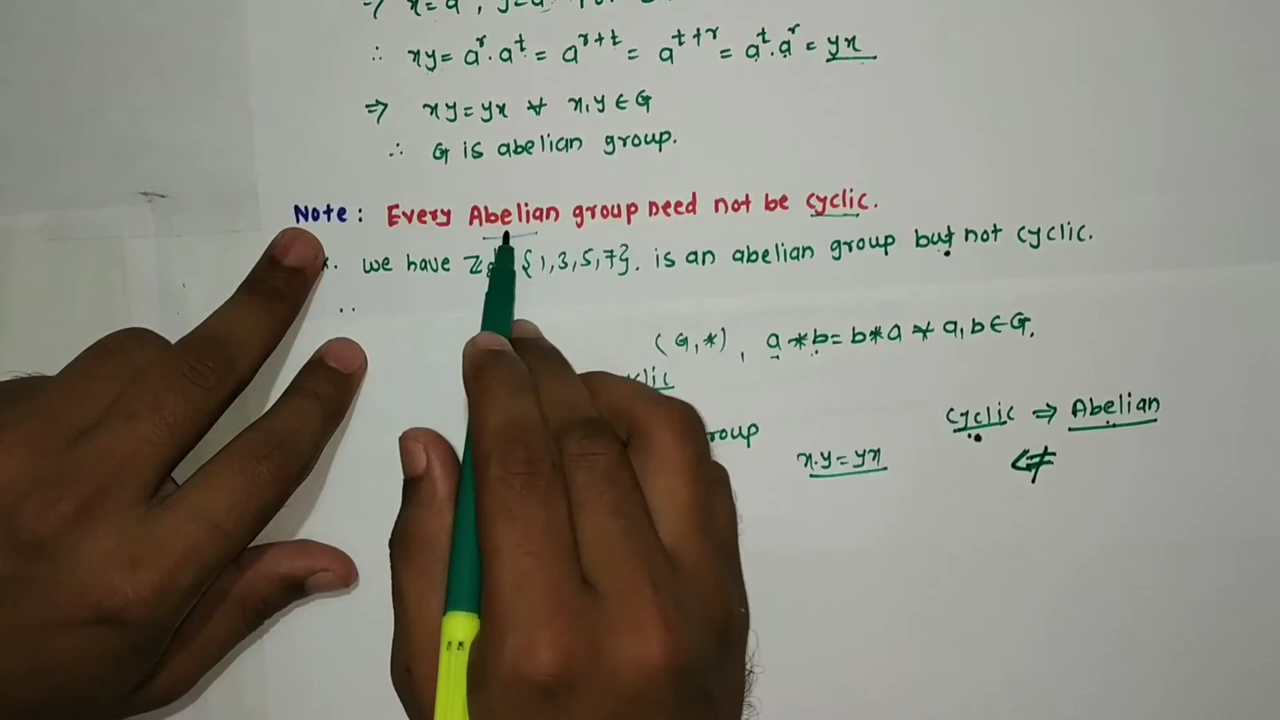 ∴ xy = a^r . a^t = a^{r+t} = a^{t+r} = a^t . a^r = yx
⇒ xy = yx ∀ x, y ∈ G
∴ G is abelian group.
Note: Every Abelian group need not be cyclic.
We have {1,3,5,7}. is an abelian group but not cyclic.
(G, *), a * b = b * a ∀ a, b ∈ G.
Cyclic ⇒ Abelian
x.y = yx